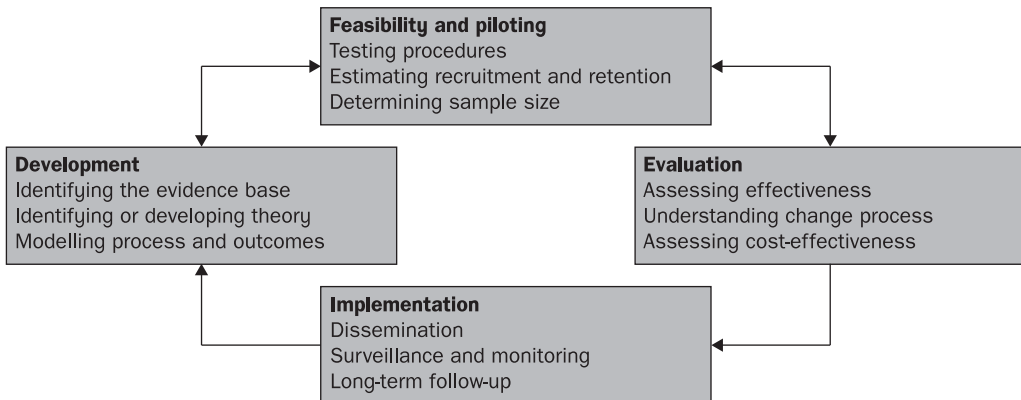 Feasibility and piloting
Testing procedures
Estimating recruitment and retention
Determining sample size
Development
Identifying the evidence base
Identifying or developing theory
Modelling process and outcomes
Evaluation
Assessing effectiveness
Understanding change process
Assessing cost-effectiveness
Implementation
Dissemination
Surveillance and monitoring
Long-term follow-up